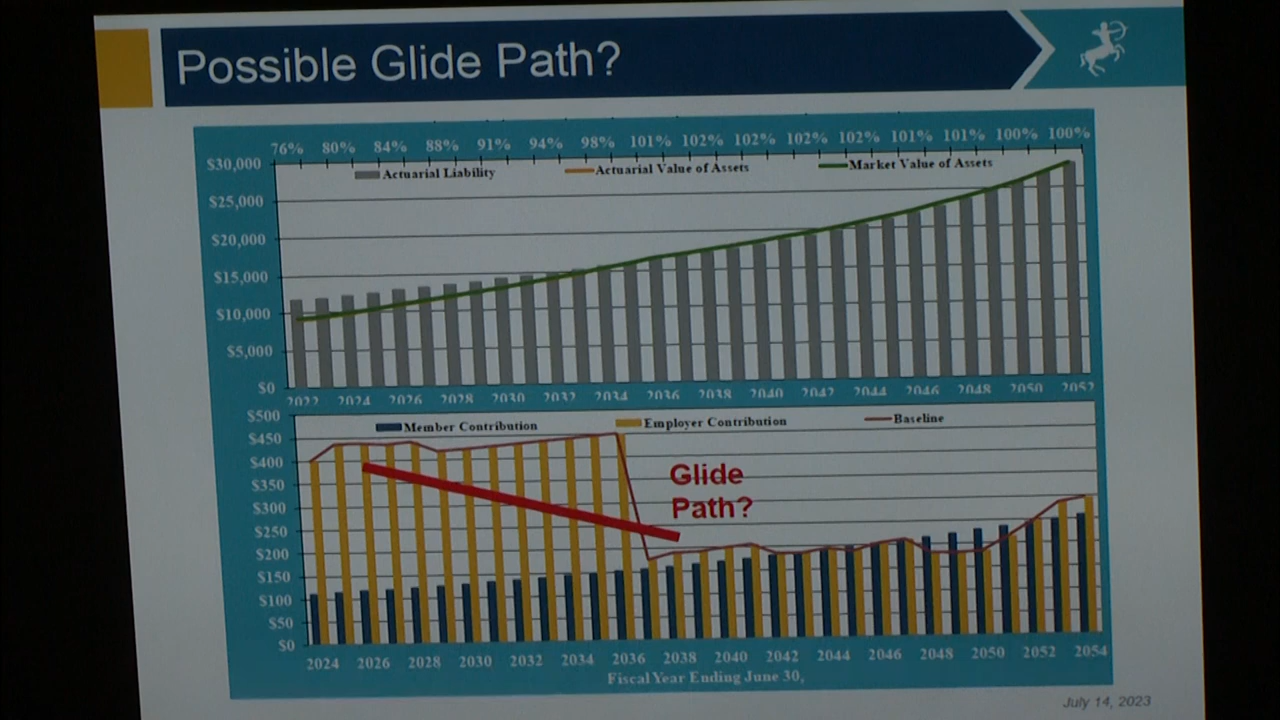 Possible Glide Path?
76% 80% 84% 88% 91% 94% 98% 101% 102% 102% 102% 102% 101% 101% 100% 100%
Actuarial Liability Actuarial Value of Assets Market Value of Assets
$30,000
$25,000
$20,000
$15,000
$10,000
$5,000
$0
2022 2024 2026 2028 2030 2032 2034 2036 2038 2040 2042 2044 2046 2048 2050 2052
Member Contribution Employer Contribution Baseline
$500
$450
$400
$350
$300
$250
$200
$150
$100
$50
$0
Glide
Path?
2024 2026 2028 2030 2032 2034 2036 2038 2040 2042 2044 2046 2048 2050 2052 2054
Fiscal Year Ending June 30,
July 14, 2023